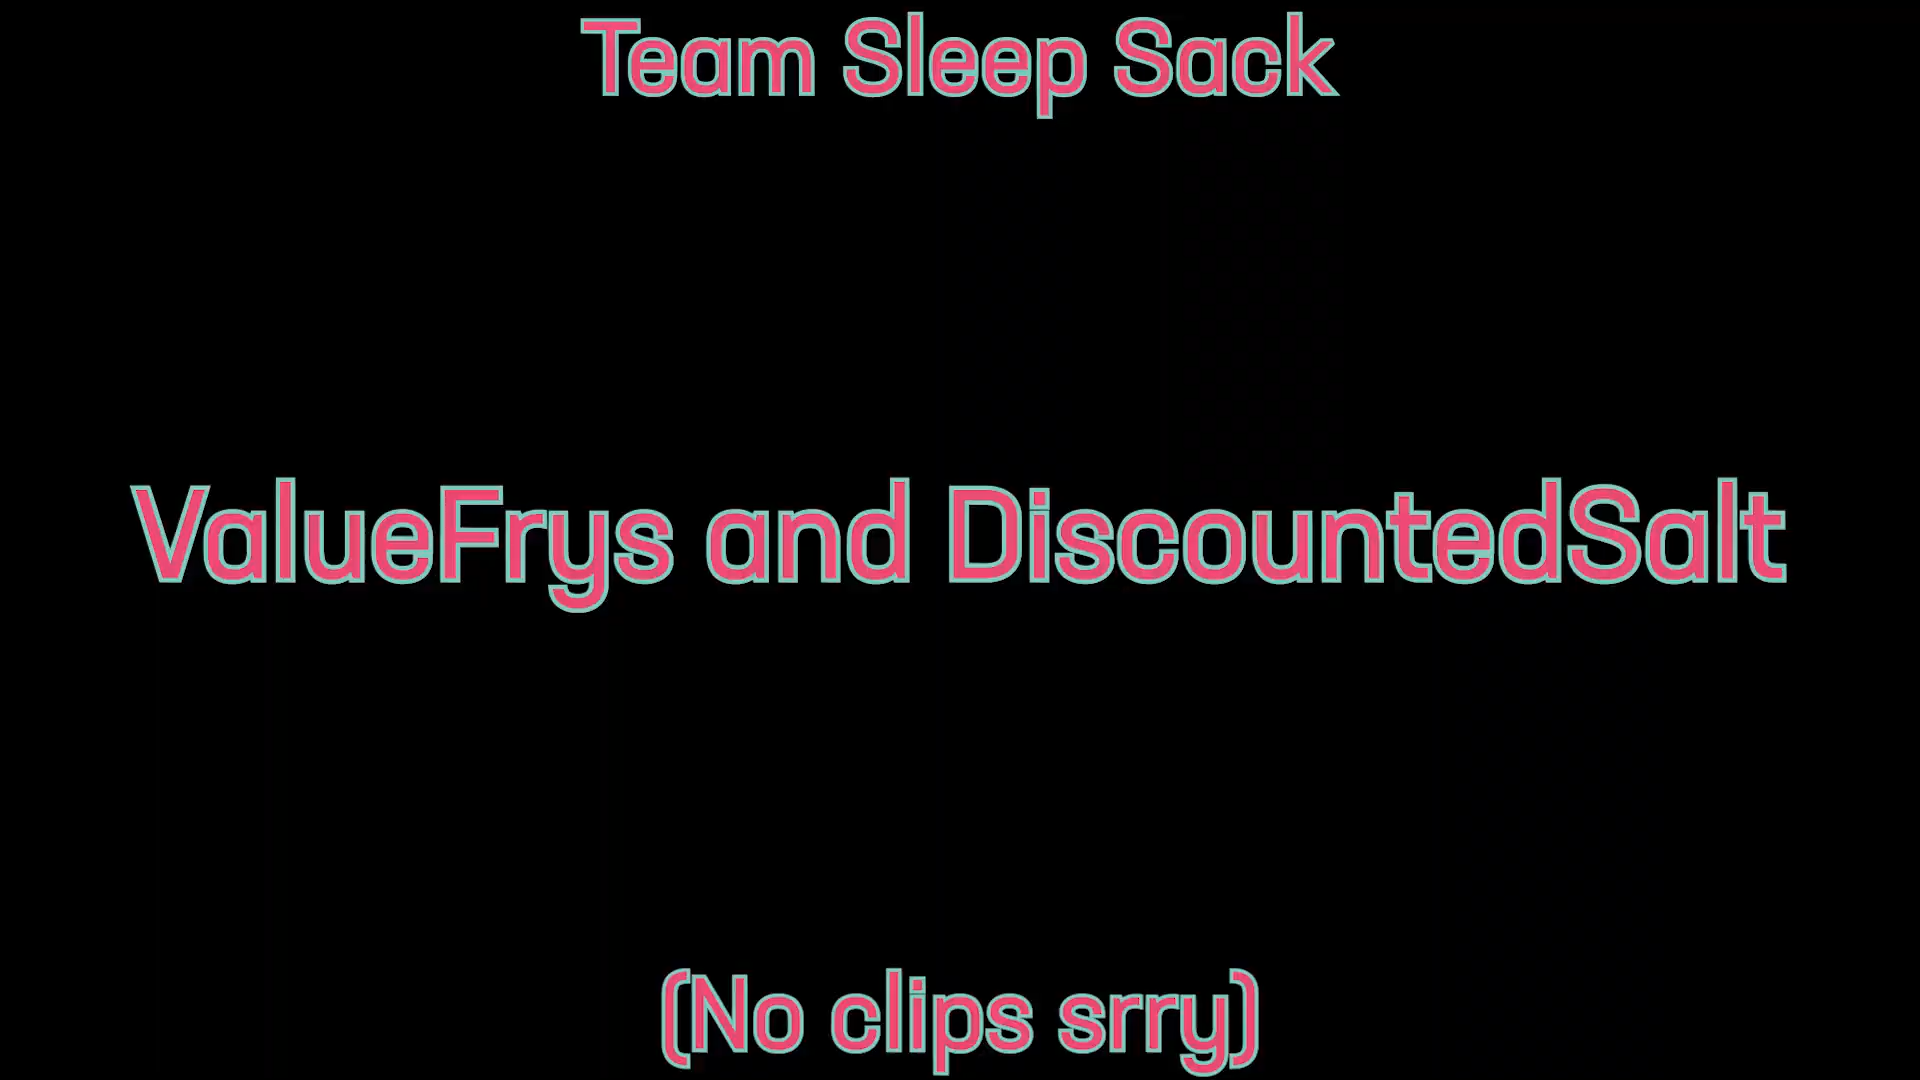 Team Sleep Sack
ValueFrys and DiscountedSalt
(No clips srry)